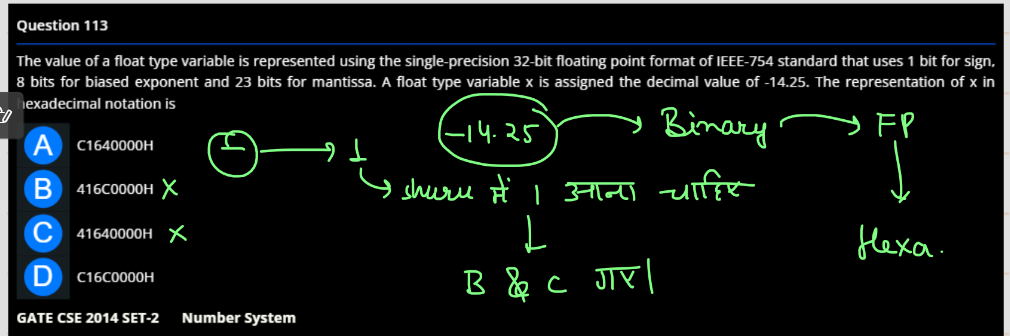 Question 113
The value of a float type variable is represented using the single-precision 32-bit floating point format of IEEE-754 standard that uses 1 bit for sign,
8 bits for biased exponent and 23 bits for mantissa. A float type variable x is assigned the decimal value of -14.25. The representation of x in
hexadecimal notation is
-14.25 → Binary → FP
A C1640000H
I → 1
B 416C0000H X
shuru में 1 आना चाहिए
C 41640000H X
Hexa.
D C16C0000H
B & C गए।
GATE CSE 2014 SET-2 Number System